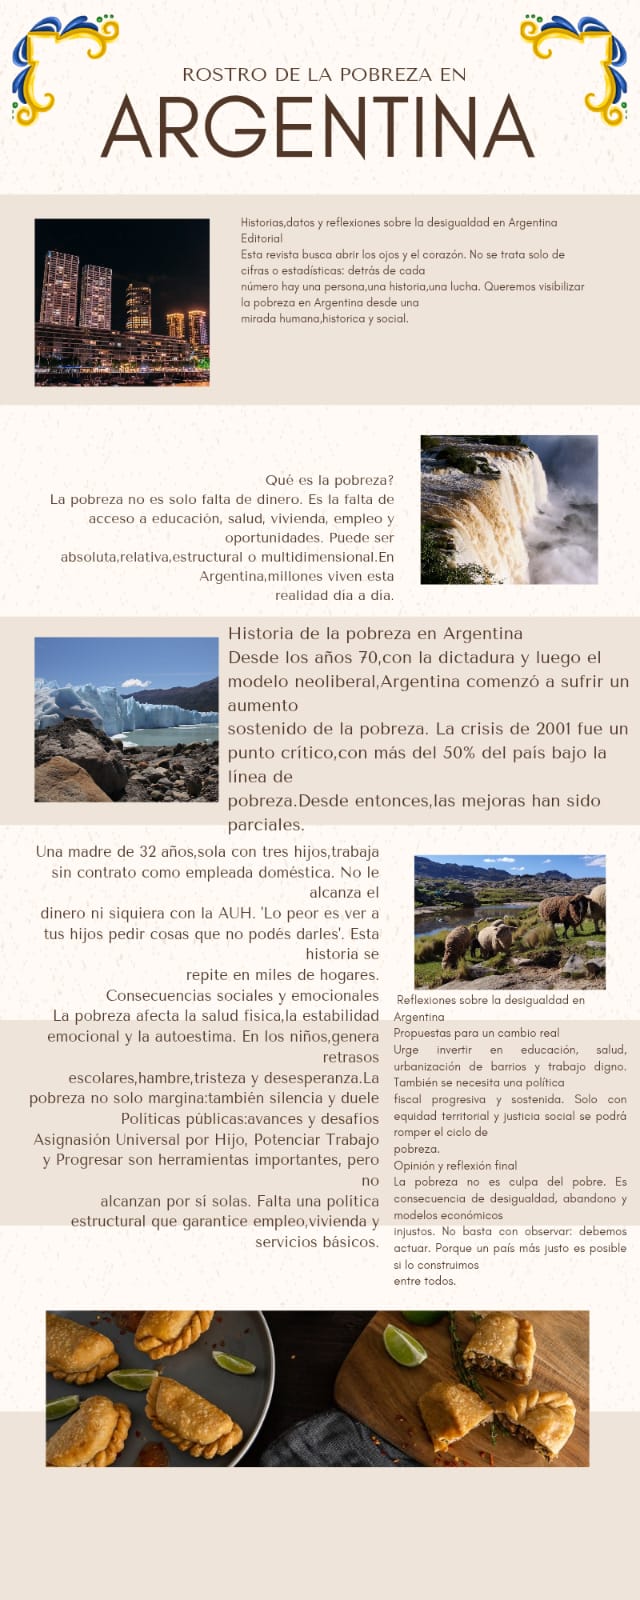 ROSTRO DE LA POBREZA EN
ARGENTINA
Historias,datos y reflexiones sobre la desigualdad en Argentina
Editorial
Esta revista busca abrir los ojos y el corazón. No se trata solo de
cifras o estadísticas: detrás de cada
número hay una persona,una historia,una lucha. Queremos visibilizar
la pobreza en Argentina desde una
mirada humana,historica y social.
Qué es la pobreza?
La pobreza no es solo falta de dinero. Es la falta de
acceso a educación, salud, vivienda, empleo y
oportunidades. Puede ser
absoluta,relativa,estructural o multidimensional.En
Argentina,millones viven esta
realidad día a día.
Historia de la pobreza en Argentina
Desde los años 70,con la dictadura y luego el
modelo neoliberal,Argentina comenzó a sufrir un
aumento
sostenido de la pobreza. La crisis de 2001 fue un
punto crítico,con más del 50% del país bajo la
línea de
pobreza.Desde entonces,las mejoras han sido
parciales.
Una madre de 32 años,sola con tres hijos,trabaja
sin contrato como empleada doméstica. No le
alcanza el
dinero ni siquiera con la AUH. 'Lo peor es ver a
tus hijos pedir cosas que no podés darles'. Esta
historia se
repite en miles de hogares.
Consecuencias sociales y emocionales
La pobreza afecta la salud física,la estabilidad
emocional y la autoestima. En los niños,genera
retrasos
escolares,hambre,tristeza y desesperanza.La
pobreza no solo margina:también silencia y duele
Políticas públicas:avances y desafíos
Asignasión Universal por Hijo, Potenciar Trabajo
y Progresar son herramientas importantes, pero
no
alcanzan por sí solas. Falta una política
estructural que garantice empleo,vivienda y
servicios básicos.
Reflexiones sobre la desigualdad en
Argentina
Propuestas para un cambio real
Urge invertir en educación, salud,
urbanización de barrios y trabajo digno.
También se necesita una política
fiscal progresiva y sostenida. Solo con
equidad territorial y justicia social se podrá
romper el ciclo de
pobreza.
Opinión y reflexión final
La pobreza no es culpa del pobre. Es
consecuencia de desigualdad, abandono y
modelos económicos
injustos. No basta con observar: debemos
actuar. Porque un país más justo es posible
si lo construimos
entre todos.